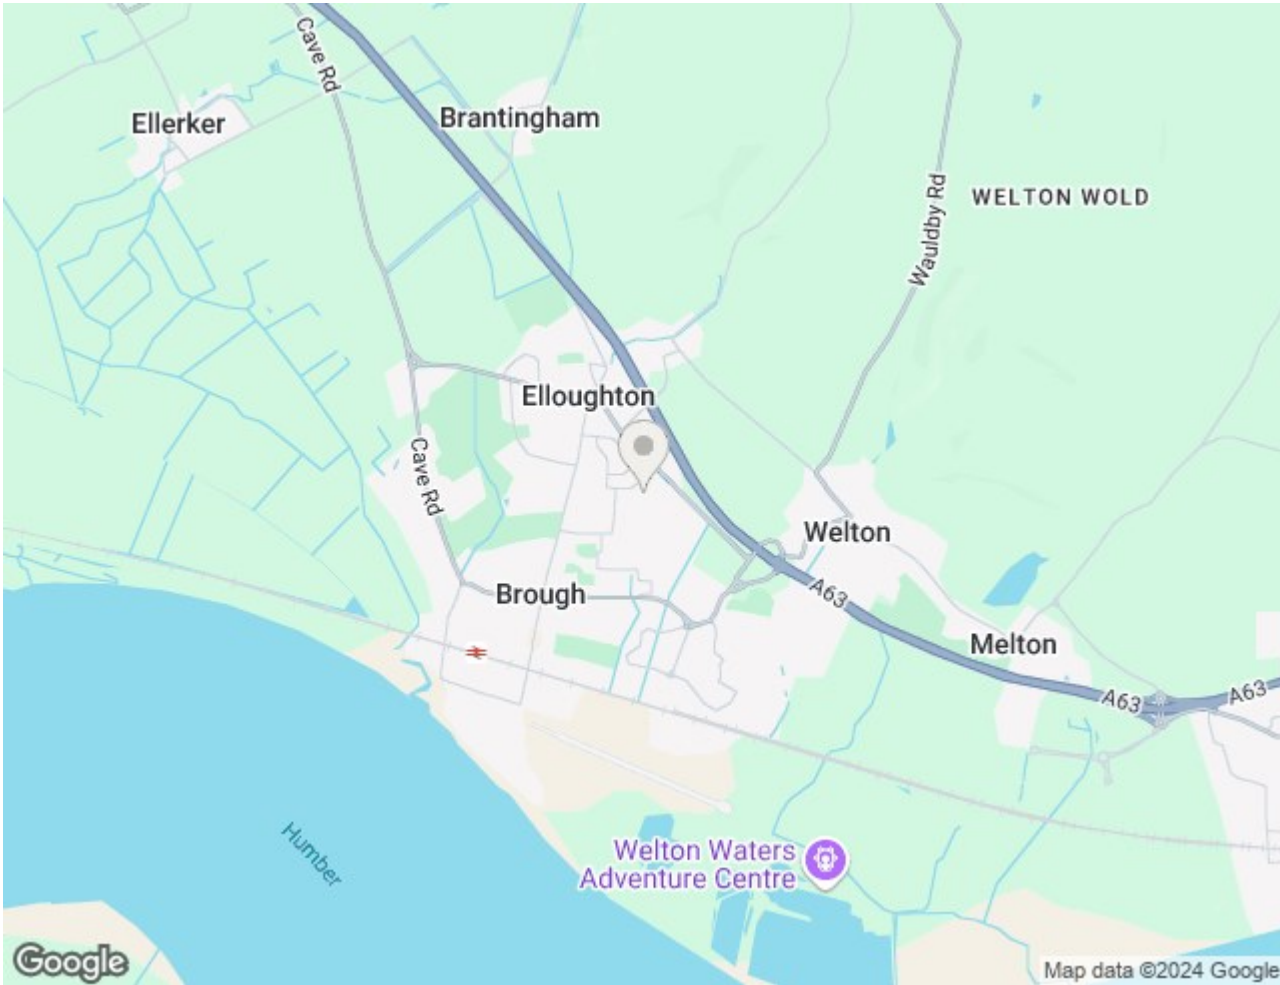 Cave Rd
Ellerker
Brantingham
WELTON WOLD
Wauldby Rd
Elloughton
Cave Rd
Welton
Brough
A63
Melton
A63
A63
Humber
Welton Waters
Adventure Centre
Google
Map data ©2024 Google